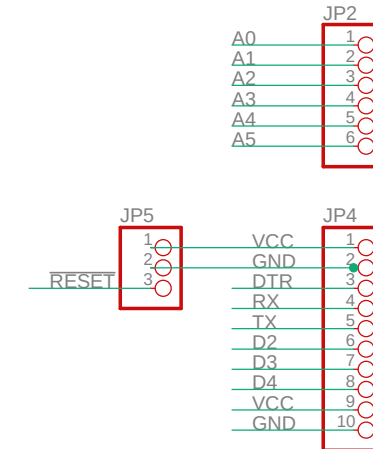 JP2
A0 1
A1 2
A2 3
A3 4
A4 5
A5 6
JP5 JP4
1 VCC 1
2 GND 2
RESET 3 DTR 3
RX 4
TX 5
D2 6
D3 7
D4 8
VCC 9
GND 10